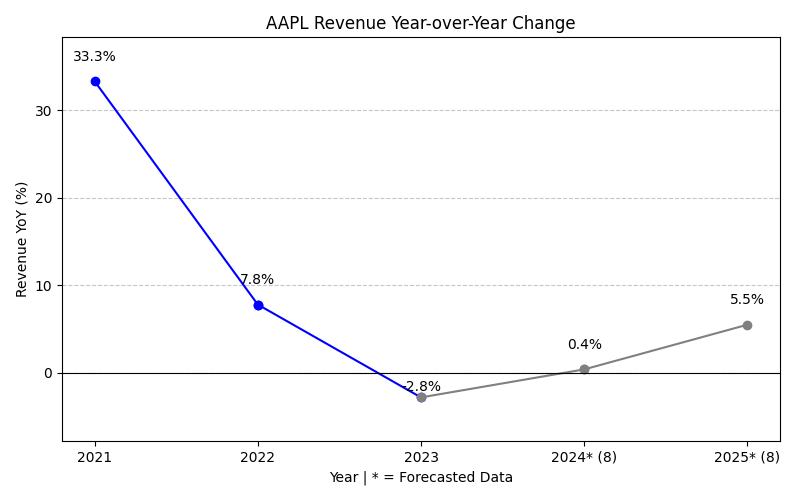 AAPL Revenue Year-over-Year Change
33.3%
30
20
7.8%
10
5.5%
0.4%
-2.8%
0
Revenue YoY (%)
2021 2022 2023 2024* (8) 2025* (8)
Year | * = Forecasted Data